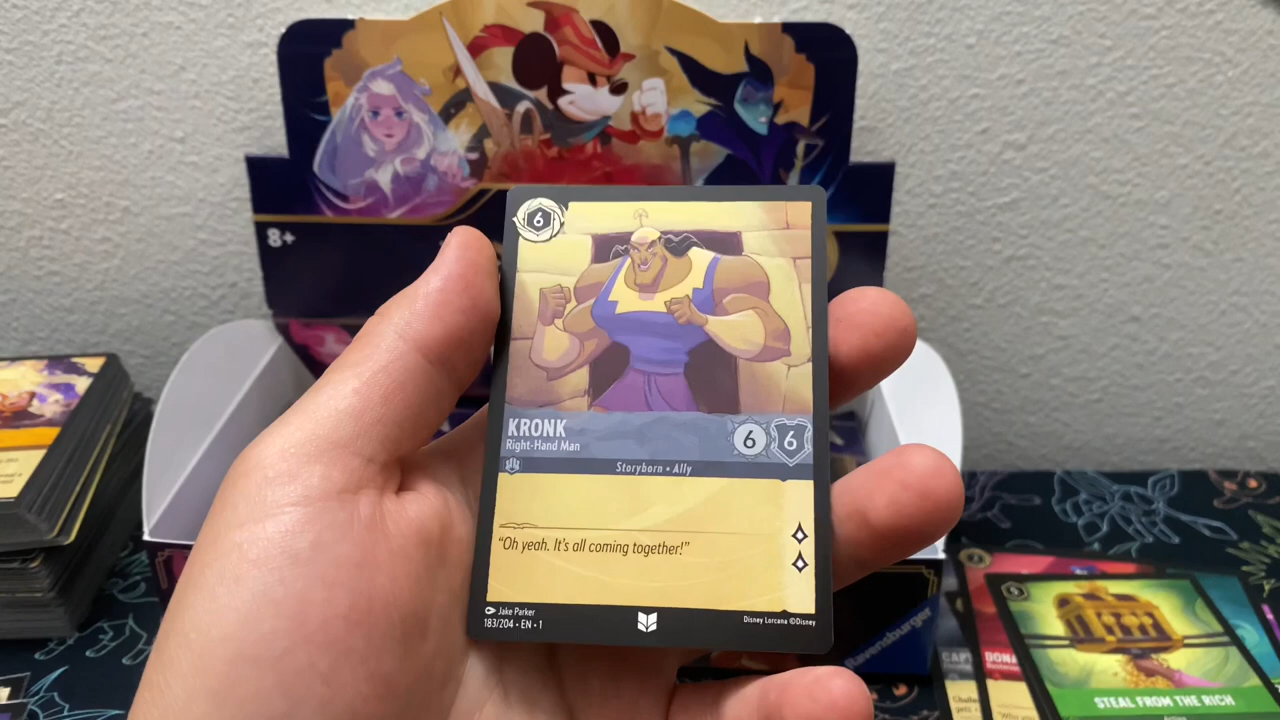 8+
6
KRONK
Right-Hand Man
6 6
Storyborn • Ally
“Oh yeah. It's all coming together!”
Jake Parker
183/204 • EN • 1
Disney Lorcana ©Disney
Ravensburger
CAPT
DONA
STEAL FROM THE RICH